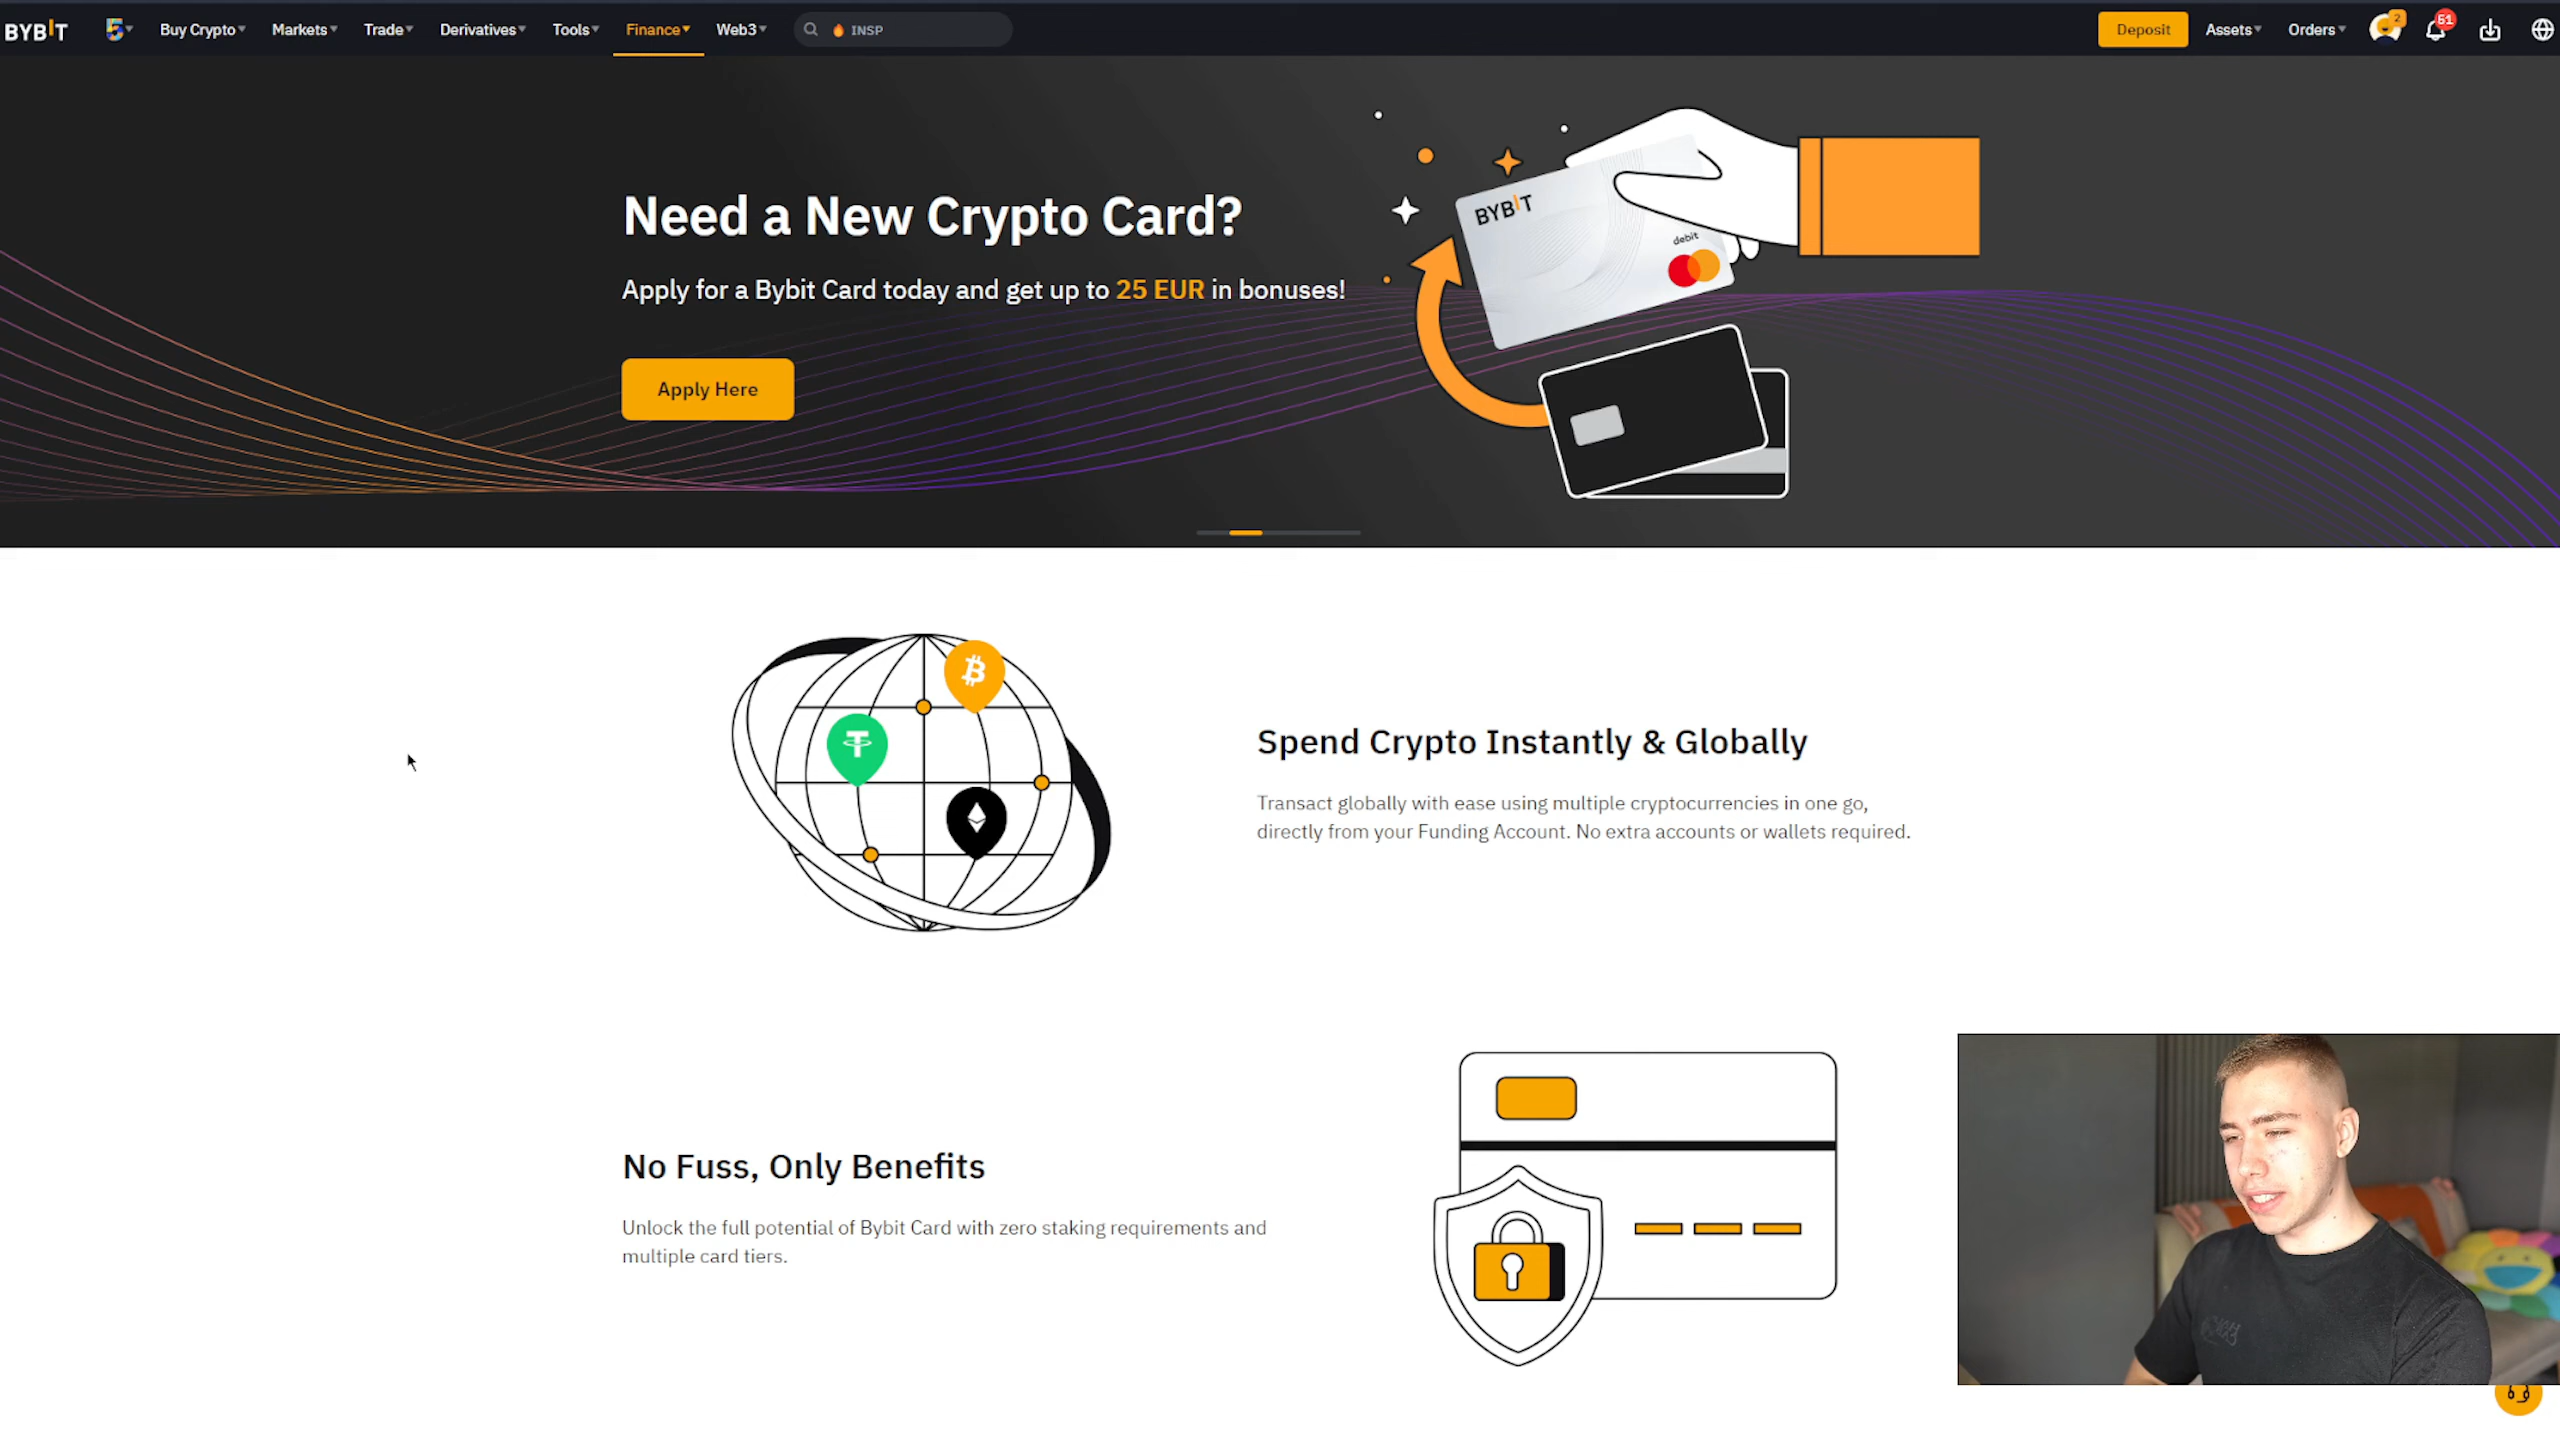 BYBIT 5 Buy Crypto Markets Trade Derivatives Tools Finance Web3 INSP Deposit Assets Orders 2 61
Need a New Crypto Card?
Apply for a Bybit Card today and get up to 25 EUR in bonuses!
Apply Here
BYBIT
debit
Spend Crypto Instantly & Globally
Transact globally with ease using multiple cryptocurrencies in one go,
directly from your Funding Account. No extra accounts or wallets required.
No Fuss, Only Benefits
Unlock the full potential of Bybit Card with zero staking requirements and
multiple card tiers.